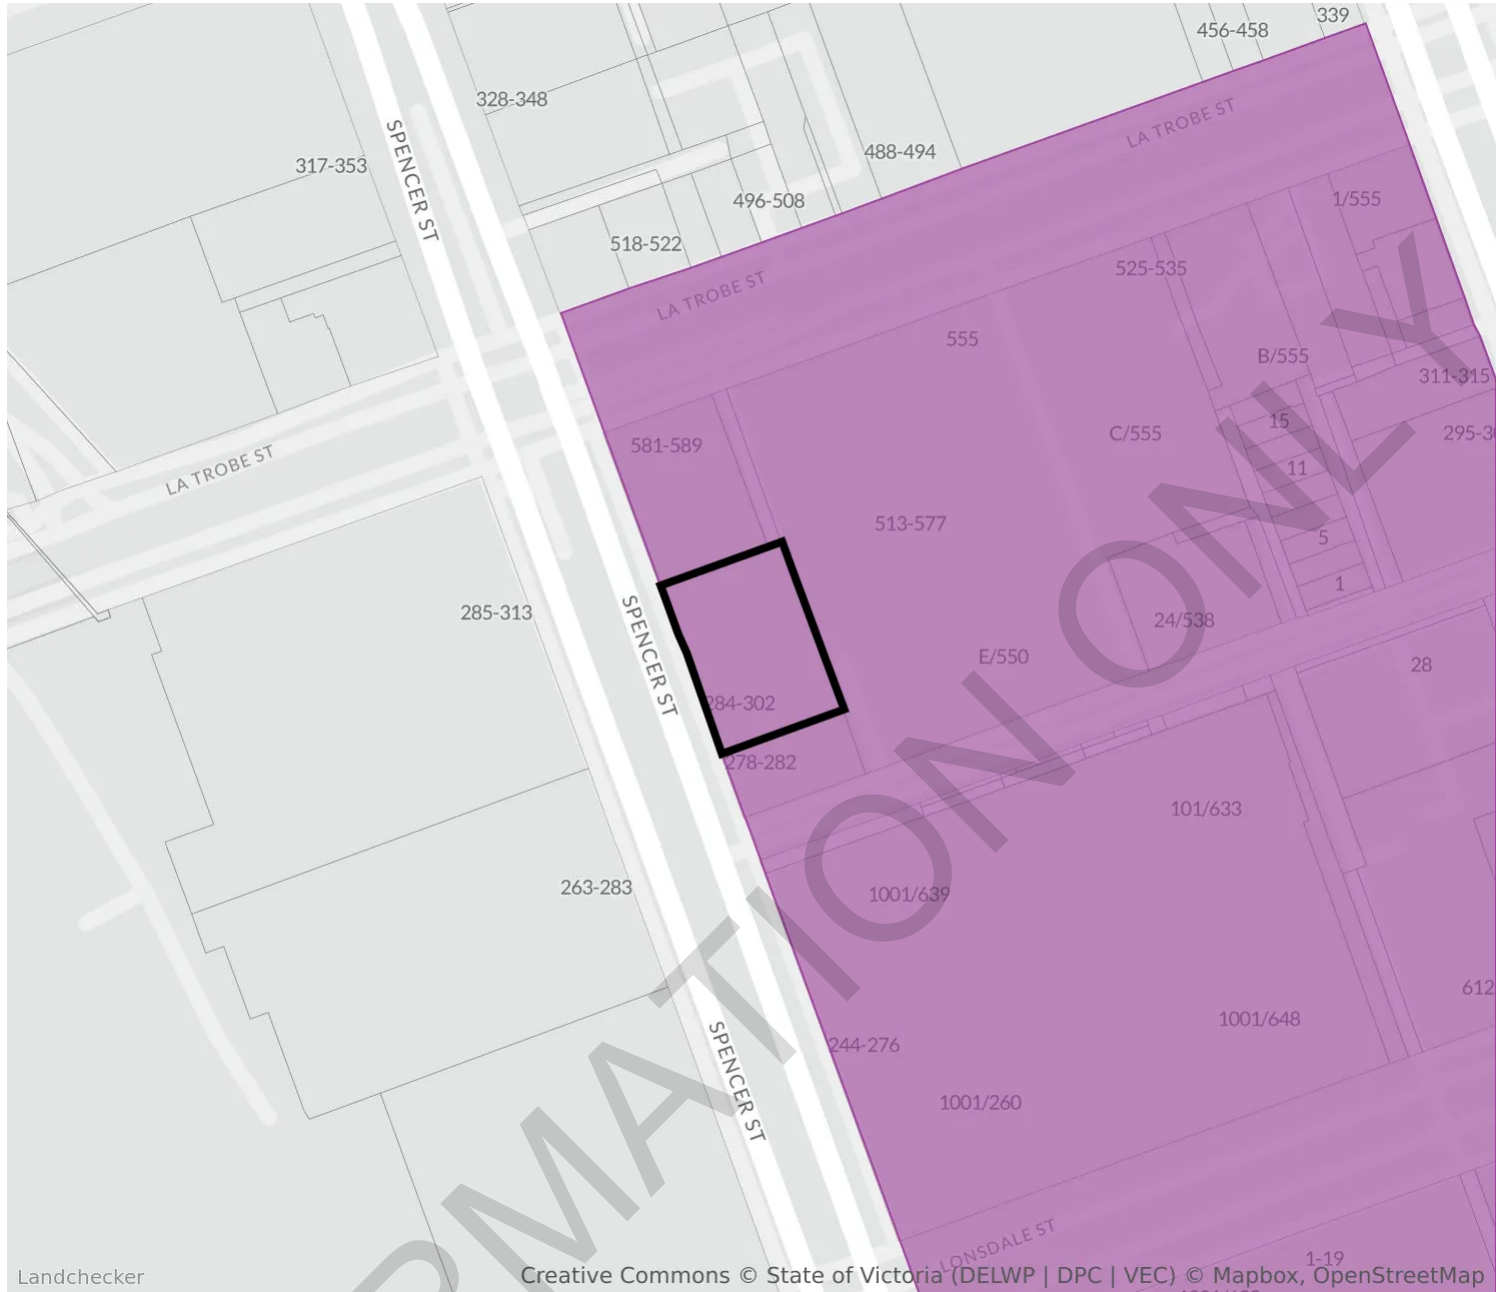 339
456-458
328-348
SPENCER ST
LA TROBE ST
488-494
317-353
496-508
1/555
518-522
525-535
LA TROBE ST
555
B/555
311-315
15
C/555
295-30
581-589
11
LA TROBE ST
513-577
5
1
285-313
SPENCER ST
24/538
E/550
28
284-302
278-282
101/633
263-283
1001/639
612
1001/648
244-276
SPENCER ST
1001/260
LONSDALE ST
1-19
RMATION ONLY
Landchecker
Creative Commons © State of Victoria (DELWP | DPC | VEC) © Mapbox, OpenStreetMap